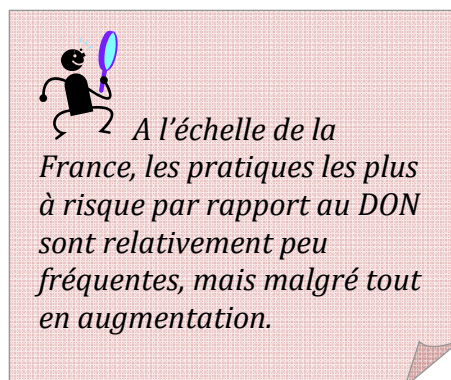 A l'échelle de la
France, les pratiques les plus
à risque par rapport au DON
sont relativement peu
fréquentes, mais malgré tout
en augmentation.